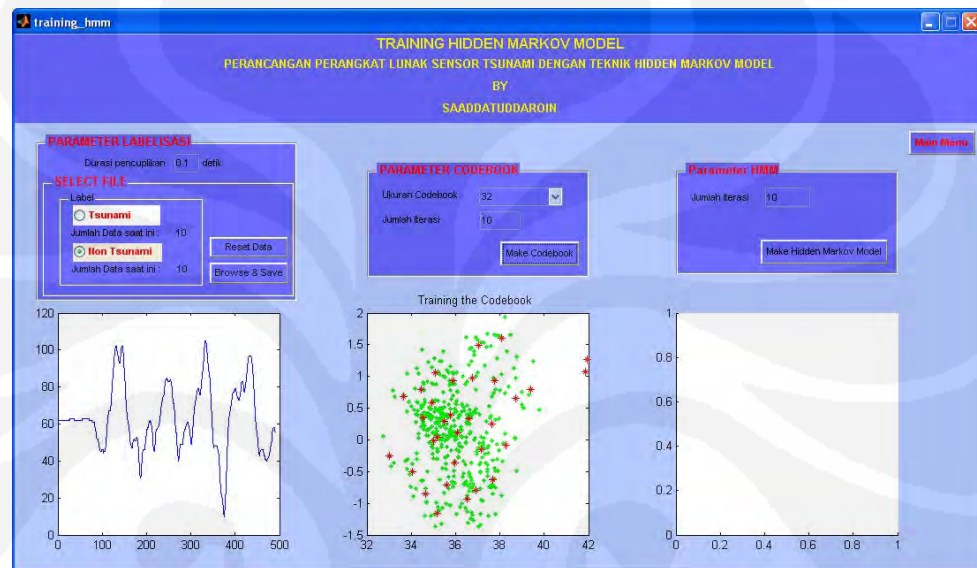 training_hmm
TRAINING HIDDEN MARKOV MODEL
PERANCANGAN PERANGKAT LUNAK SENSOR TSUNAMI DENGAN TEKNIK HIDDEN MARKOV MODEL
BY
SAADDATUDDAROIN
Main Menu
PARAMETER LABELISASI
Durasi pencuplikan 0.1 detik
SELECT FILE
Label
Tsunami
Jumlah Data saat ini : 10
Non Tsunami
Jumlah Data saat ini : 10
Reset Data
Browse & Save
PARAMETER CODEBOOK
Ukuran Codebook 32
Jumlah Iterasi 10
Make Codebook
Parameter HMM
Jumlah Iterasi 10
Make Hidden Markov Model
120
100
80
60
40
20
0
0 100 200 300 400 500
Training the Codebook
2
1.5
1
0.5
0
-0.5
-1
-1.5
32 34 36 38 40 42
1
0.8
0.6
0.4
0.2
0
0 0.2 0.4 0.6 0.8 1